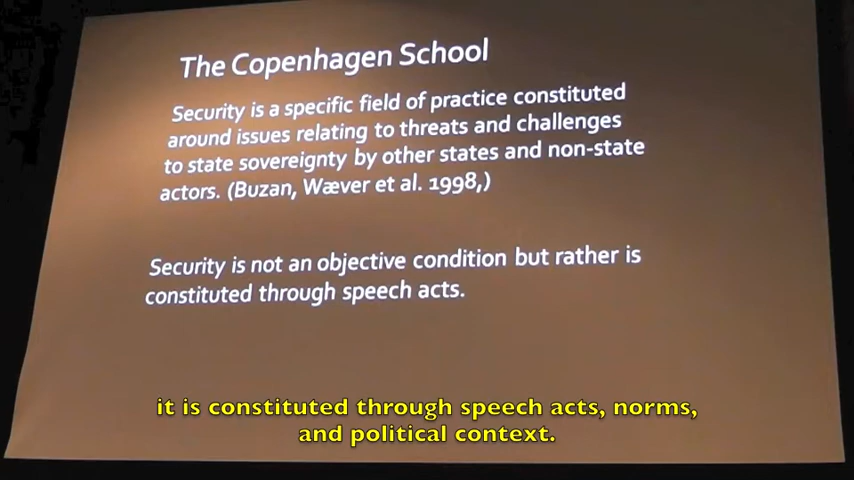 The Copenhagen School
Security is a specific field of practice constituted
around issues relating to threats and challenges
to state sovereignty by other states and non-state
actors. (Buzan, Wæver et al. 1998,)
Security is not an objective condition but rather is
constituted through speech acts.
it is constituted through speech acts, norms,
and political context.